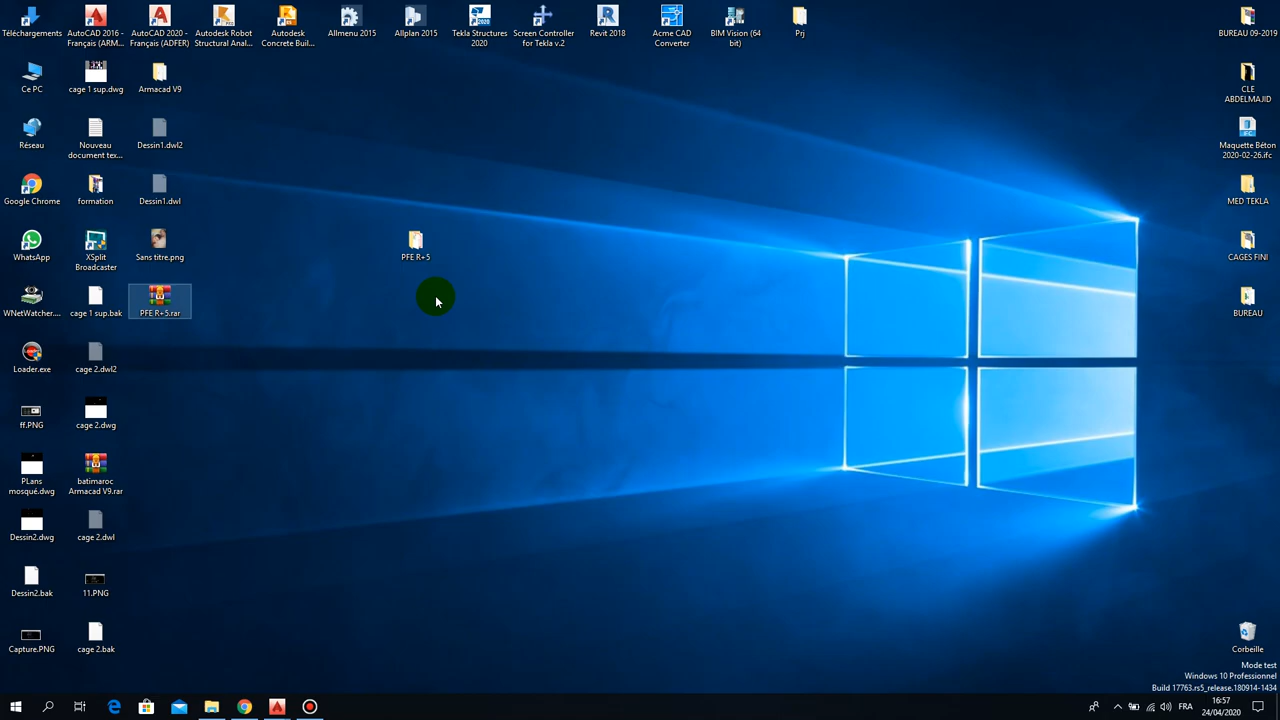 Téléchargements
AutoCAD 2016 -
Français (ARM...
AutoCAD 2020 -
Français (ADFER)
Autodesk Robot
Structural Anal...
Autodesk
Concrete Buil...
Allmenu 2015
Allplan 2015
Tekla Structures
2020
Screen Controller
for Tekla v.2
Revit 2018
Acme CAD
Converter
BIM Vision (64
bit)
Prj
BUREAU 09-2019
Ce PC
cage 1 sup.dwg
Armacad V9
CLE
ABDELMAJID
Réseau
Nouveau
document tex...
Dessin1.dwl2
Maquette Béton
2020-02-26.ifc
Google Chrome
formation
Dessin1.dwl
MED TEKLA
WhatsApp
XSplit
Broadcaster
Sans titre.png
PFE R+5
CAGES FINI
WNetWatcher....
cage 1 sup.bak
PFE R+5.rar
BUREAU
Loader.exe
cage 2.dwl2
ff.PNG
cage 2.dwg
PLans
mosqué.dwg
batimaroc
Armacad V9.rar
Dessin2.dwg
cage 2.dwl
Dessin2.bak
11.PNG
Capture.PNG
cage 2.bak
Corbeille
Mode test
Windows 10 Professionnel
Build 17763.rs5_release.180914-1434
FRA
16:57
24/04/2020